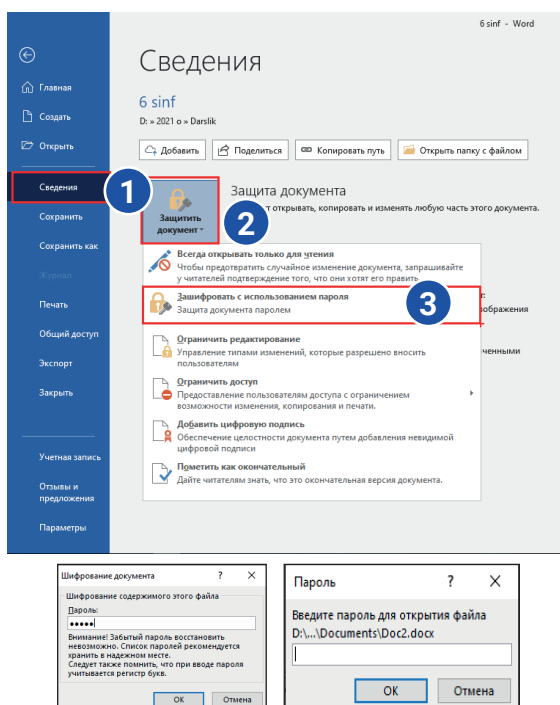 6 sinf - Word
Сведения
Главная
Создать
Открыть
Сведения
Сохранить
Сохранить как
Журнал
Печать
Общий доступ
Экспорт
Закрыть
Учетная запись
Отзывы и
предложения
Параметры
6 sinf
D: » 2021 o » Darslik
Добавить
Поделиться
Копировать путь
Открыть папку с файлом
1
Защитить
документ
2
Защита документа
т открывать, копировать и изменять любую часть этого документа.
Всегда открывать только для чтения
Чтобы предотвратить случайное изменение документа, запрашивайте
у читателей подтверждение того, что они хотят его править
Зашифровать с использованием пароля
Защита документа паролем
3
Ограничить редактирование
Управление типами изменений, которые разрешено вносить
пользователям
Ограничить доступ
Предоставление пользователям доступа с ограничением
возможности изменения, копирования и печати.
Добавить цифровую подпись
Обеспечение целостности документа путем добавления невидимой
цифровой подписи
Пометить как окончательный
Дайте читателям знать, что это окончательная версия документа.
ображения
ченными
Шифрование документа ? X
Шифрование содержимого этого файла
Пароль:
•••••
Внимание! Забытый пароль восстановить
невозможно. Список паролей рекомендуется
хранить в надежном месте.
Следует также помнить, что при вводе пароля
учитывается регистр букв.
ОК Отмена
Пароль ? X
Введите пароль для открытия файла
D:\...\Documents\Doc2.docx
ОК Отмена